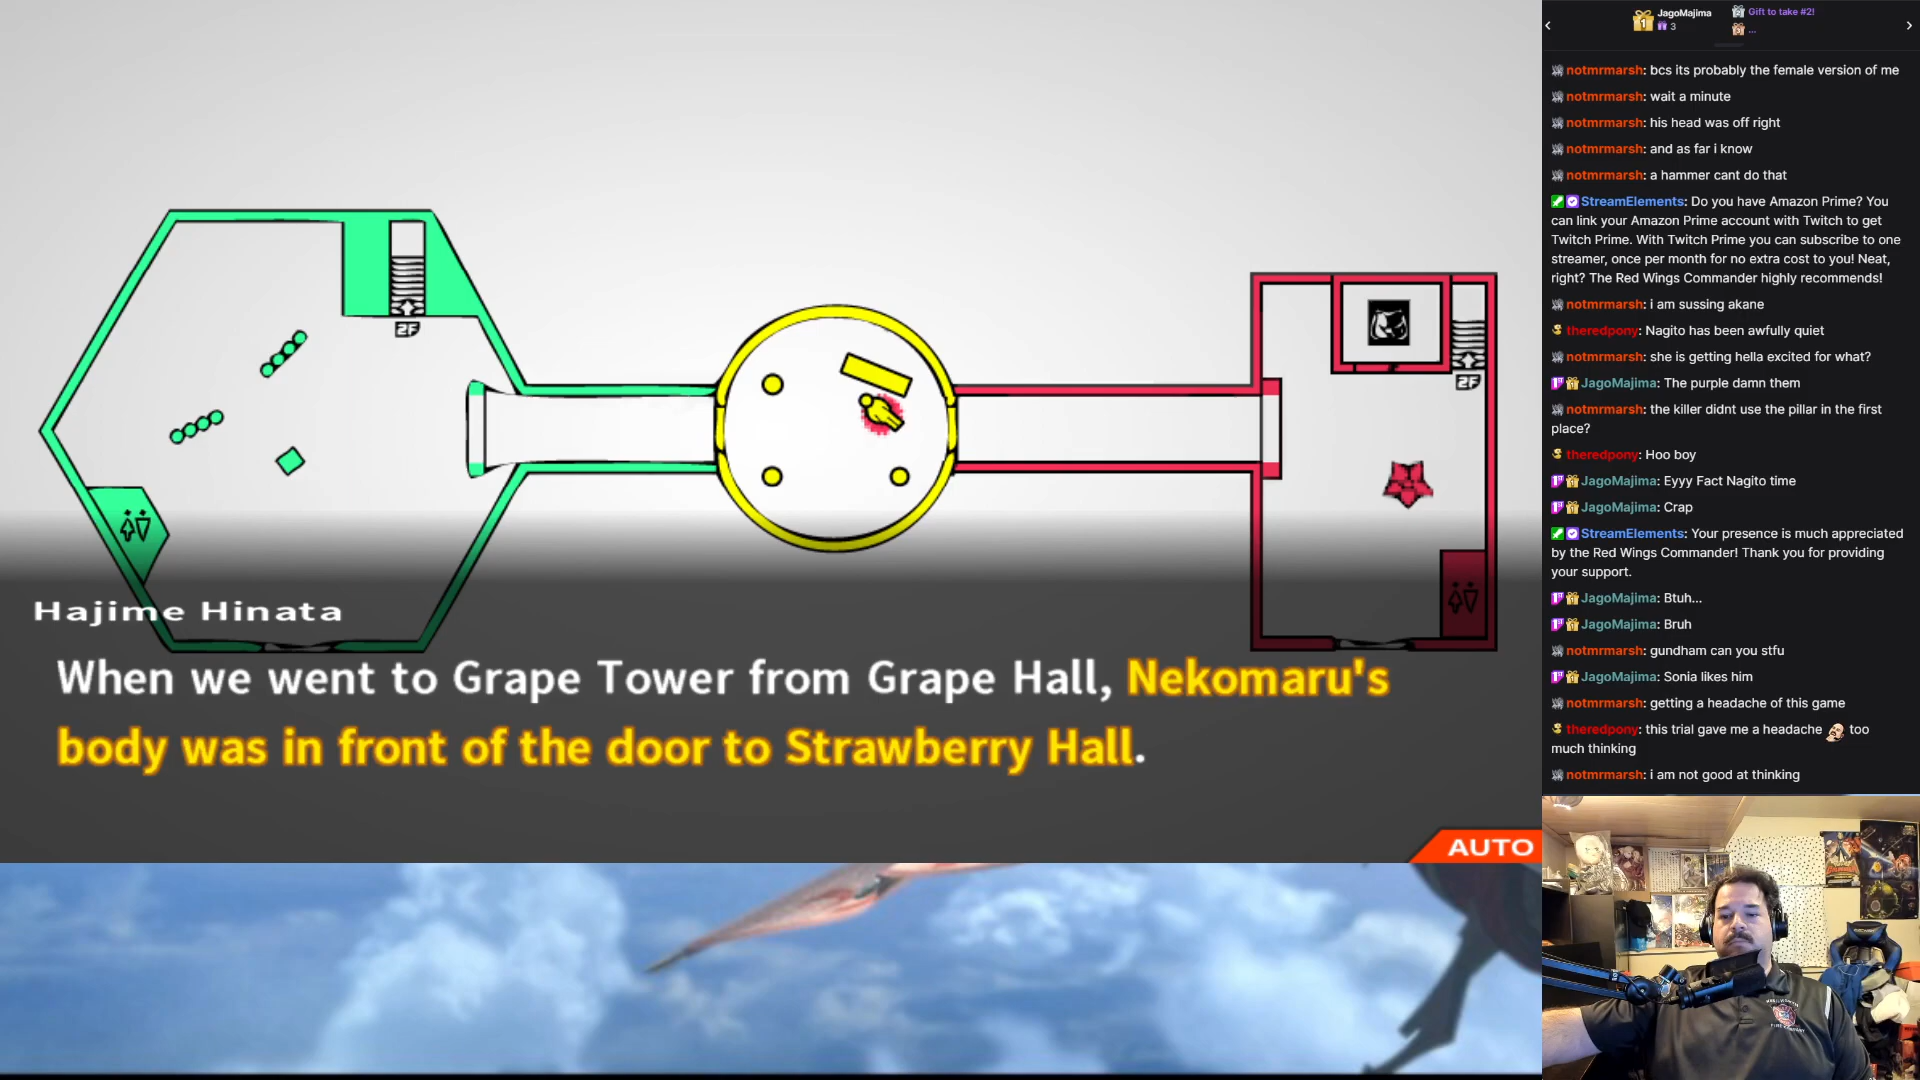 2F
2F
Hajime Hinata
When we went to Grape Tower from Grape Hall, Nekomaru's
body was in front of the door to Strawberry Hall.
AUTO
JagoMajima
3
Gift to take #2!
...
notmrmarsh: bcs its probably the female version of me
notmrmarsh: wait a minute
notmrmarsh: his head was off right
notmrmarsh: and as far i know
notmrmarsh: a hammer cant do that
StreamElements: Do you have Amazon Prime? You
can link your Amazon Prime account with Twitch to get
Twitch Prime. With Twitch Prime you can subscribe to one
streamer, once per month for no extra cost to you! Neat,
right? The Red Wings Commander highly recommends!
notmrmarsh: i am sussing akane
theredpony: Nagito has been awfully quiet
notmrmarsh: she is getting hella excited for what?
JagoMajima: The purple damn them
notmrmarsh: the killer didnt use the pillar in the first
place?
theredpony: Hoo boy
JagoMajima: Eyyy Fact Nagito time
JagoMajima: Crap
StreamElements: Your presence is much appreciated
by the Red Wings Commander! Thank you for providing
your support.
JagoMajima: Btuh...
JagoMajima: Bruh
notmrmarsh: gundham can you stfu
JagoMajima: Sonia likes him
notmrmarsh: getting a headache of this game
theredpony: this trial gave me a headache too
much thinking
notmrmarsh: i am not good at thinking